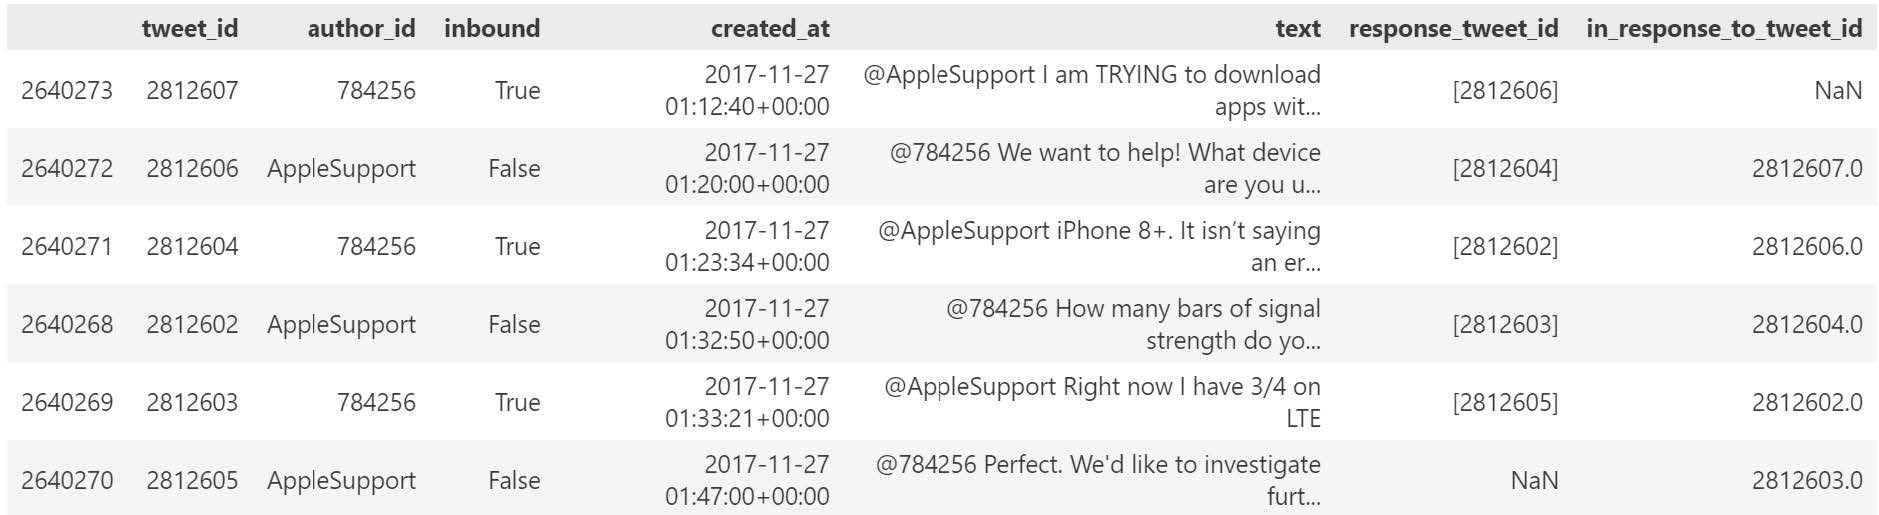 tweet_id author_id inbound created_at text response_tweet_id in_response_to_tweet_id
2640273 2812607 784256 True 2017-11-27 01:12:40+00:00 @AppleSupport I am TRYING to download apps wit... [2812606] NaN
2640272 2812606 AppleSupport False 2017-11-27 01:20:00+00:00 @784256 We want to help! What device are you u... [2812604] 2812607.0
2640271 2812604 784256 True 2017-11-27 01:23:34+00:00 @AppleSupport iPhone 8+. It isn’t saying an er... [2812602] 2812606.0
2640268 2812602 AppleSupport False 2017-11-27 01:32:50+00:00 @784256 How many bars of signal strength do yo... [2812603] 2812604.0
2640269 2812603 784256 True 2017-11-27 01:33:21+00:00 @AppleSupport Right now I have 3/4 on LTE [2812605] 2812602.0
2640270 2812605 AppleSupport False 2017-11-27 01:47:00+00:00 @784256 Perfect. We'd like to investigate furt... NaN 2812603.0